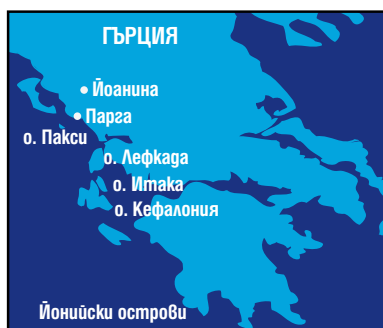 ГЪРЦИЯ
Йоанина
Парга
о. Пакси
о. Лефкада
о. Итака
о. Кефалония
Йонийски острови